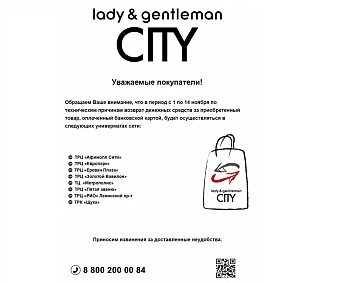 lady & gentleman
CITY
Уважаемые покупатели!
Обращаем Ваше внимание, что в период с 1 по 14 ноября по
техническим причинам возврат денежных средств за приобретенный
товар, оплаченный банковской картой, будет осуществляться в
следующих универмагах сети:
ТРЦ «Афимолл Сити»
ТРЦ «Европарк»
ТРЦ «Ереван Плаза»
ТРЦ «Золотой Вавилон»
ТЦ «Метрополис»
ТРЦ «Пятая авеню»
ТРЦ «РИО» Ленинский пр-т
ТРК «Щука»
lady & gentleman
CITY
Приносим извинения за доставленные неудобства.
8 800 200 00 84